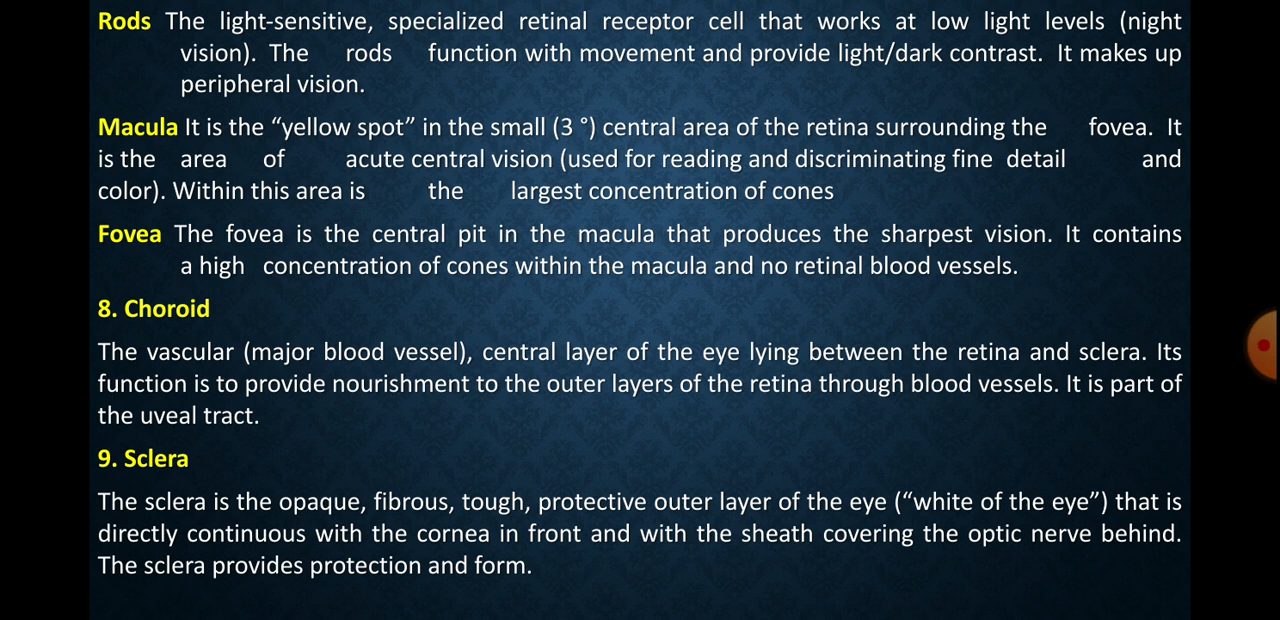 Rods The light-sensitive, specialized retinal receptor cell that works at low light levels (night
vision). The rods function with movement and provide light/dark contrast. It makes up
peripheral vision.
Macula It is the “yellow spot” in the small (3 °) central area of the retina surrounding the fovea. It
is the area of acute central vision (used for reading and discriminating fine detail and
color). Within this area is the largest concentration of cones
Fovea The fovea is the central pit in the macula that produces the sharpest vision. It contains
a high concentration of cones within the macula and no retinal blood vessels.
8. Choroid
The vascular (major blood vessel), central layer of the eye lying between the retina and sclera. Its
function is to provide nourishment to the outer layers of the retina through blood vessels. It is part of
the uveal tract.
9. Sclera
The sclera is the opaque, fibrous, tough, protective outer layer of the eye (“white of the eye”) that is
directly continuous with the cornea in front and with the sheath covering the optic nerve behind.
The sclera provides protection and form.